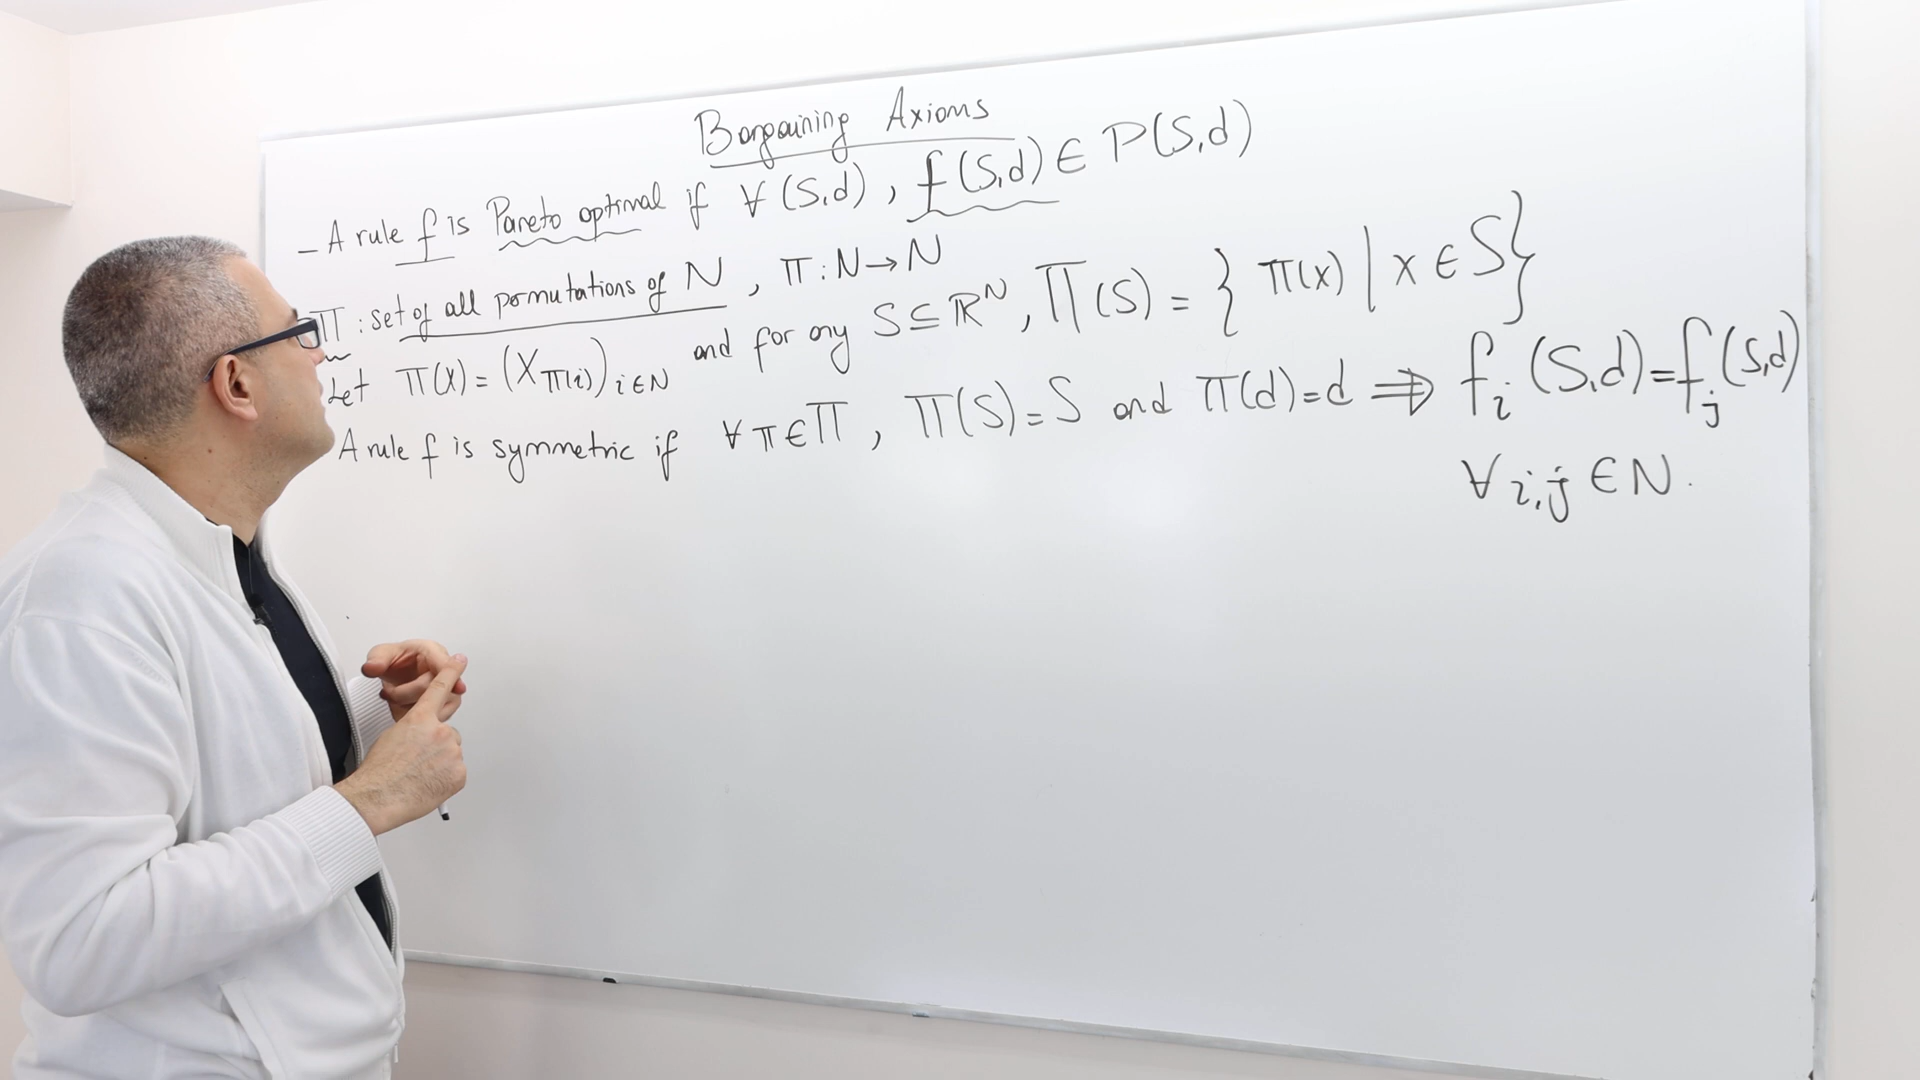 Bargaining Axioms
- A rule f is Pareto optimal if ∀ (S,d) , f(S,d) ∈ P(S,d)
Π : set of all permutations of N , π : N → N
Let π(x) = (x_π(i))_i∈N and for any S ⊆ ℝ^N , π(S) = { π(x) | x ∈ S }
A rule f is symmetric if ∀ π ∈ Π , π(S) = S and π(d) = d ⇒ f_i (S,d) = f_j (S,d)
∀ i,j ∈ N.